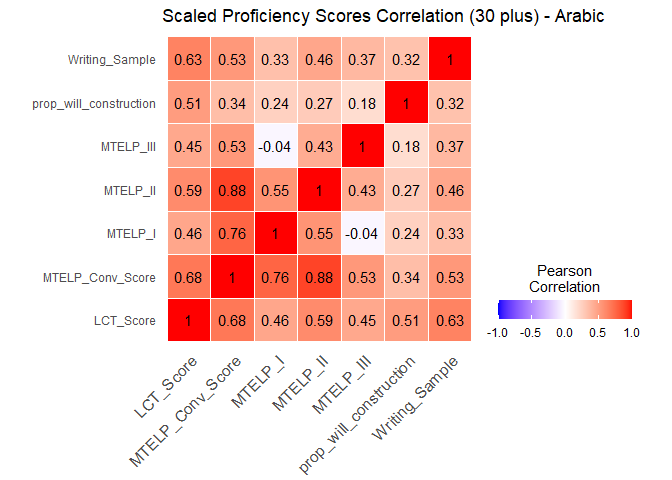 Scaled Proficiency Scores Correlation (30 plus) - Arabic
Writing_Sample 0.63 0.53 0.33 0.46 0.37 0.32 1
prop_will_construction 0.51 0.34 0.24 0.27 0.18 1 0.32
MTELP_III 0.45 0.53 -0.04 0.43 1 0.18 0.37
MTELP_II 0.59 0.88 0.55 1 0.43 0.27 0.46
MTELP_I 0.46 0.76 1 0.55 -0.04 0.24 0.33
MTELP_Conv_Score 0.68 1 0.76 0.88 0.53 0.34 0.53
LCT_Score 1 0.68 0.46 0.59 0.45 0.51 0.63
LCT_Score
MTELP_Conv_Score
MTELP_I
MTELP_II
MTELP_III
prop_will_construction
Writing_Sample
Pearson
Correlation
-1.0 -0.5 0.0 0.5 1.0